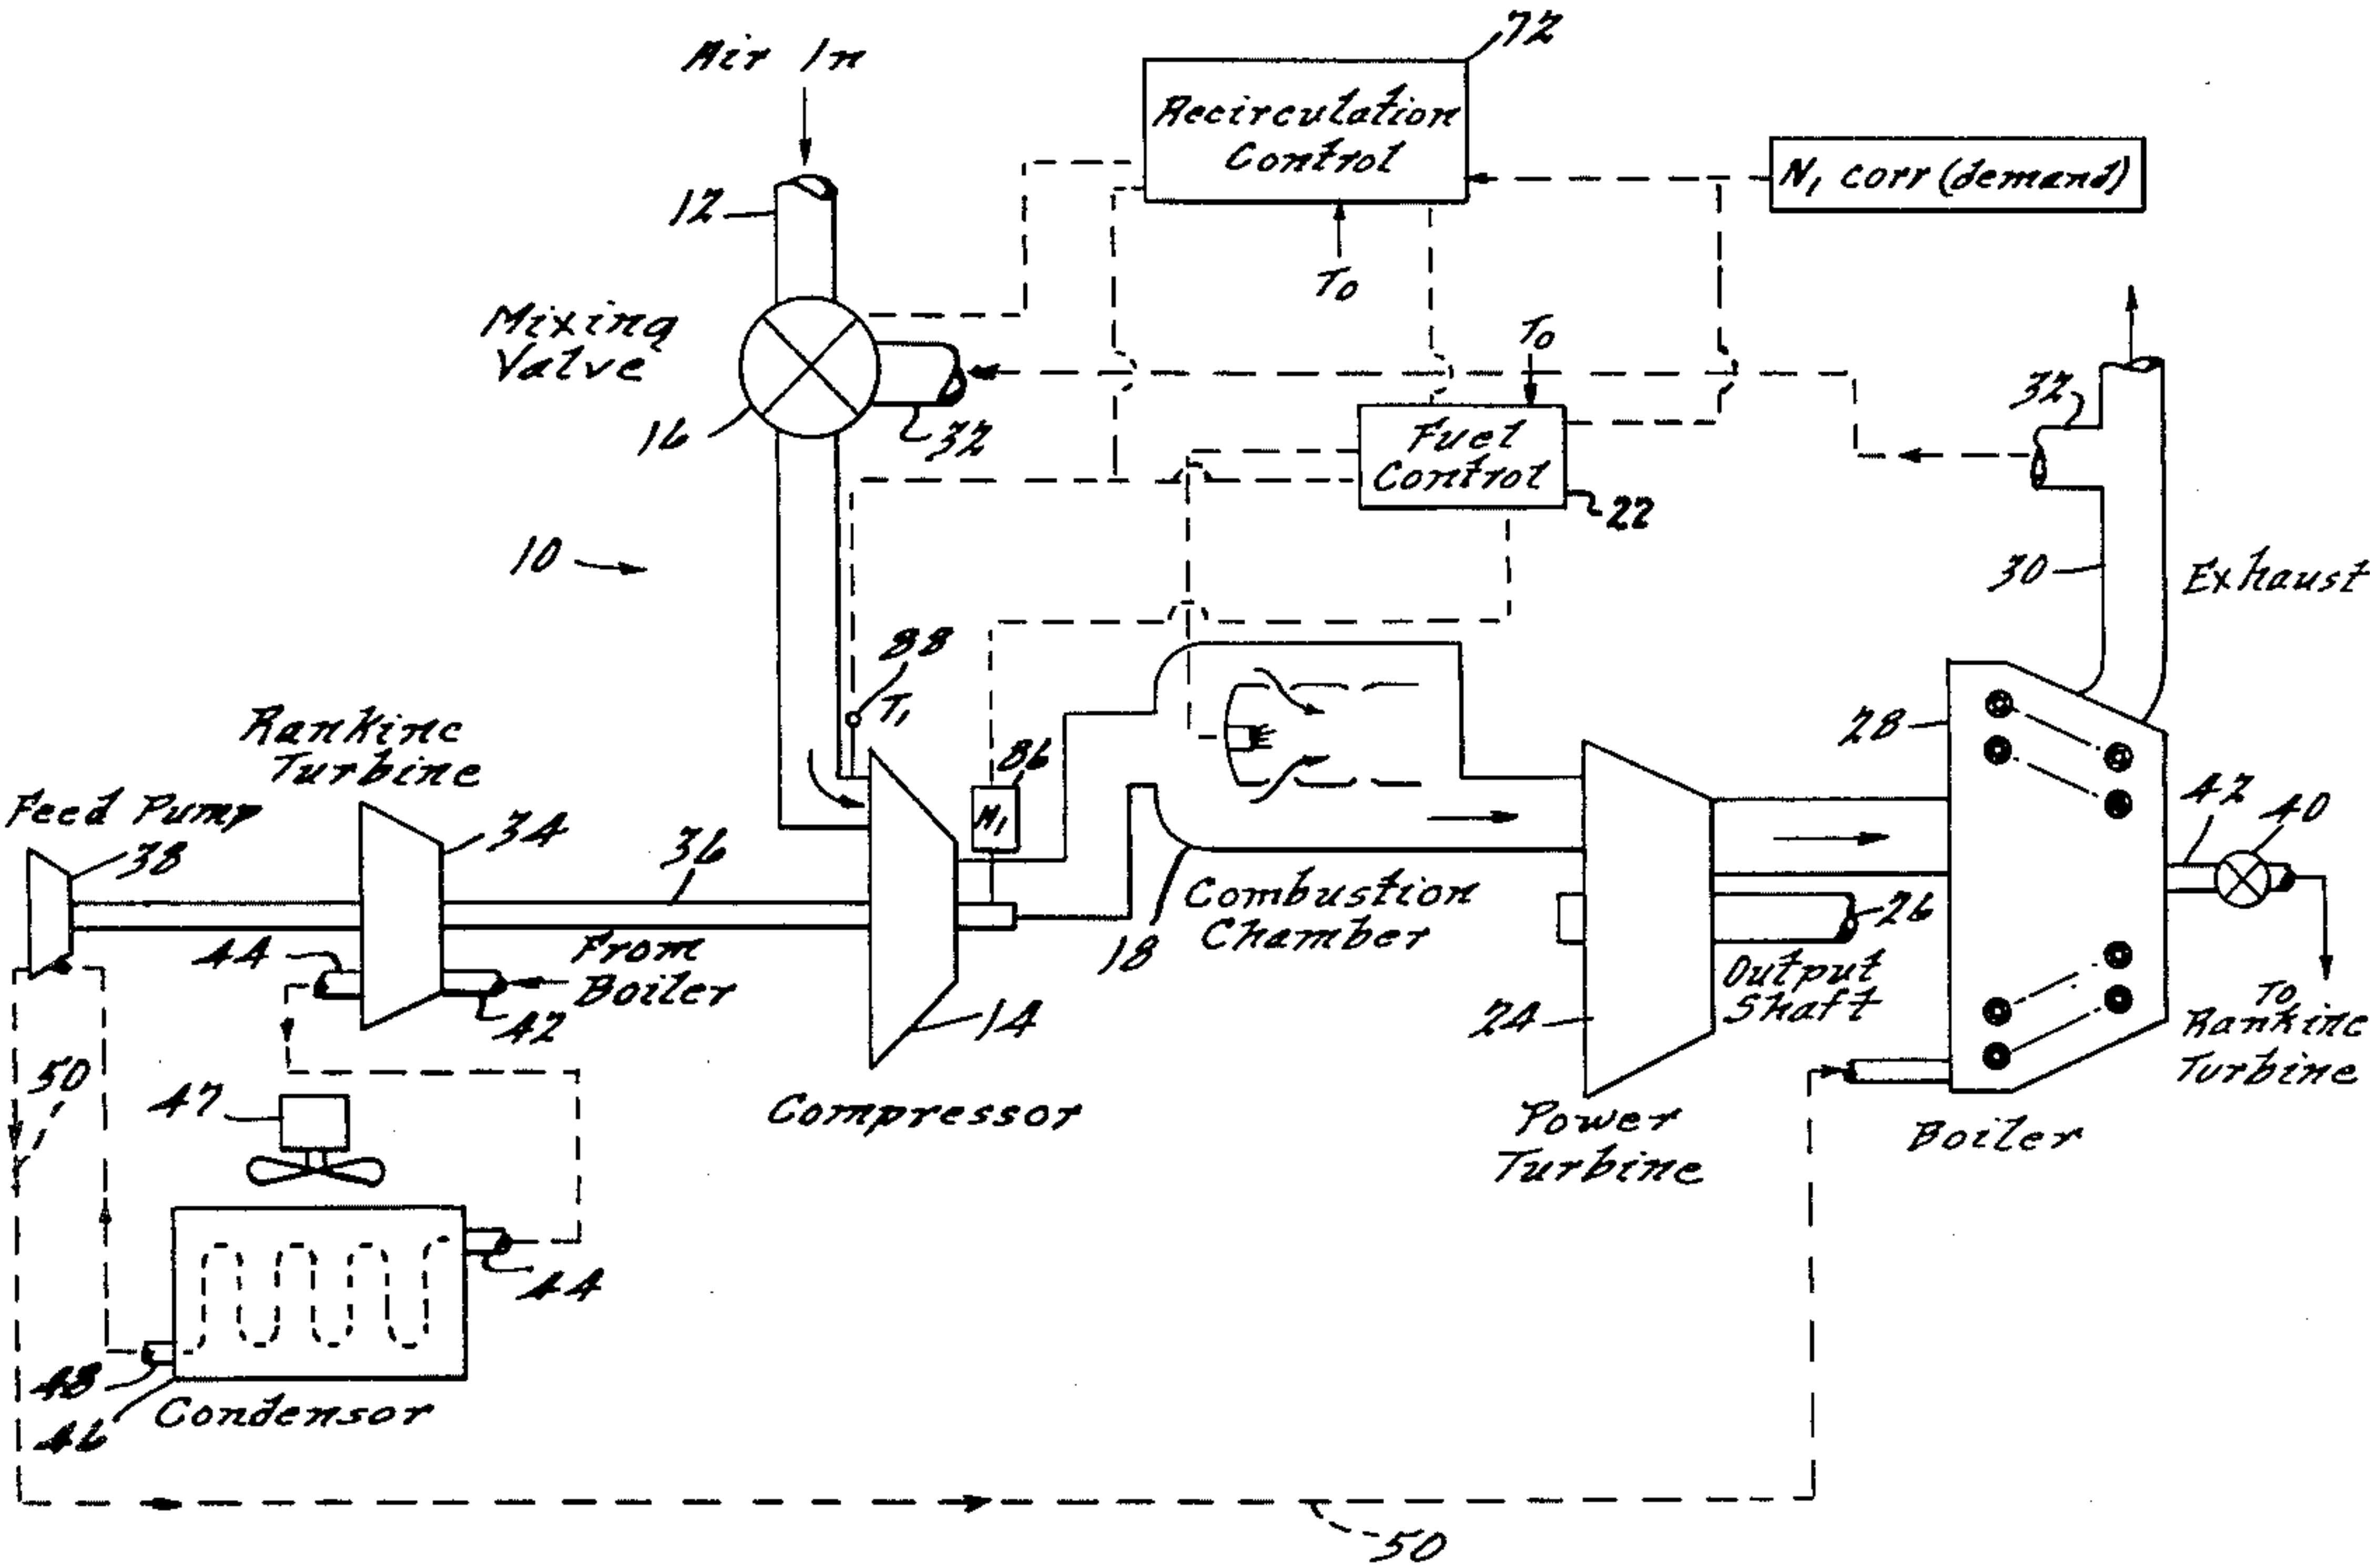 Air In
72
Recirculation
Control
N1 corr (demand)
12
T0
Mixing
Valve
T0
16
32
32
Fuel
Control
22
10
30
Exhaust
88
T1
Rankine
Turbine
28
86
N1
Feed Pump
38
34
36
42
40
Combustion
Chamber
18
26
44
From
Boiler
42
14
24
Output
Shaft
To
Rankine
Turbine
50
47
Compressor
Power
Turbine
Boiler
44
48
46
Condensor
50